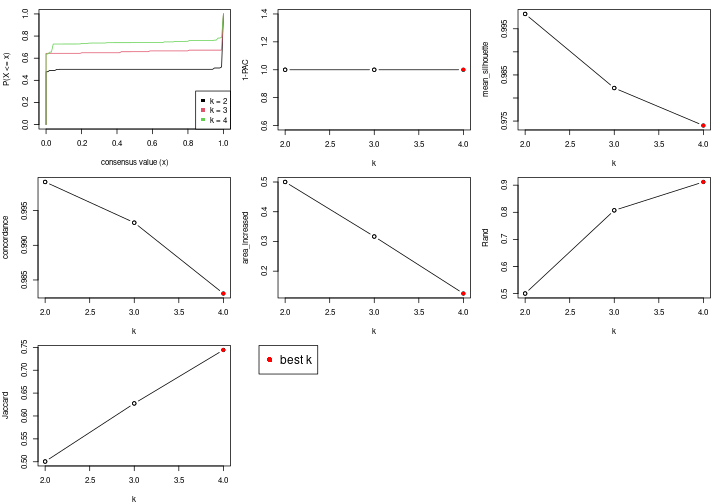 P(X <= x)
0.0 0.2 0.4 0.6 0.8 1.0
k = 2
k = 3
k = 4
0.0 0.2 0.4 0.6 0.8 1.0
consensus value (x)
1-PAC
0.6 0.8 1.0 1.2 1.4
2.0 2.5 3.0 3.5 4.0
k
mean_silhouette
0.975 0.985 0.995
2.0 2.5 3.0 3.5 4.0
k
concordance
0.985 0.990 0.995
2.0 2.5 3.0 3.5 4.0
k
area_increased
0.2 0.3 0.4 0.5
2.0 2.5 3.0 3.5 4.0
k
Rand
0.5 0.6 0.7 0.8 0.9
2.0 2.5 3.0 3.5 4.0
k
Jaccard
0.50 0.55 0.60 0.65 0.70 0.75
2.0 2.5 3.0 3.5 4.0
k
best k